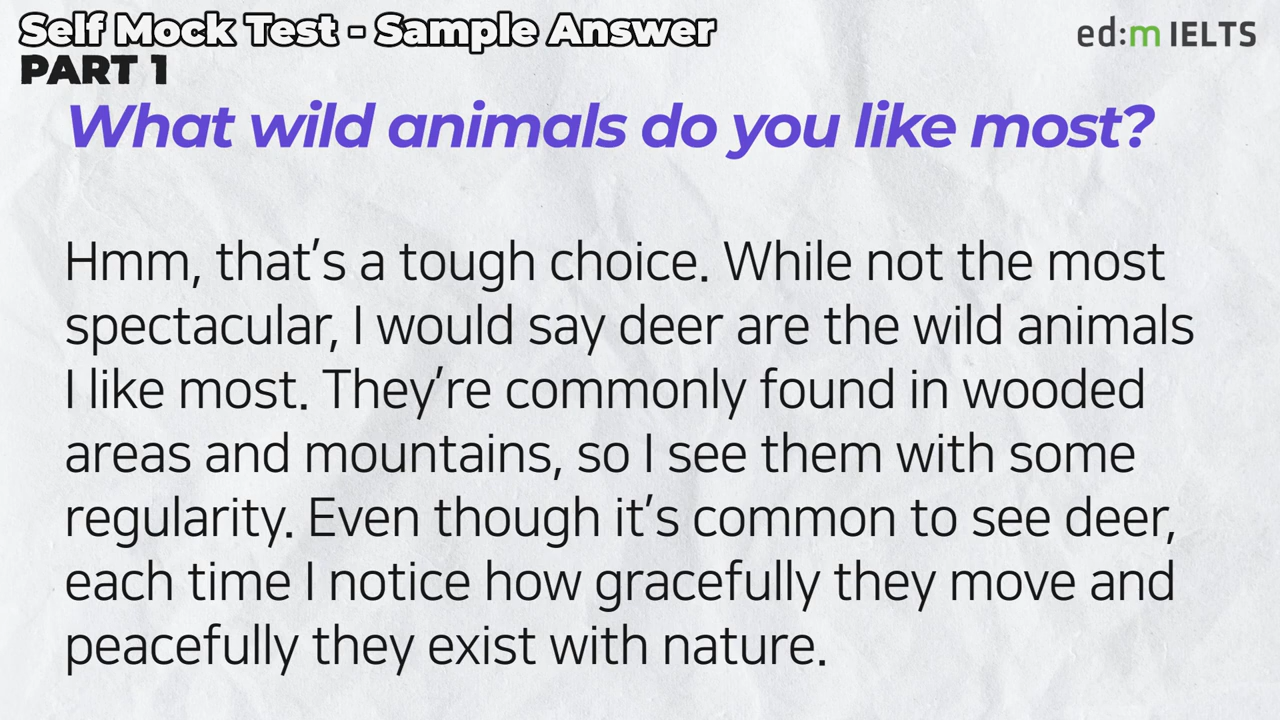 Self Mock Test - Sample Answer
ed:m IELTS
PART 1
What wild animals do you like most?
Hmm, that's a tough choice. While not the most
spectacular, I would say deer are the wild animals
I like most. They're commonly found in wooded
areas and mountains, so I see them with some
regularity. Even though it's common to see deer,
each time I notice how gracefully they move and
peacefully they exist with nature.